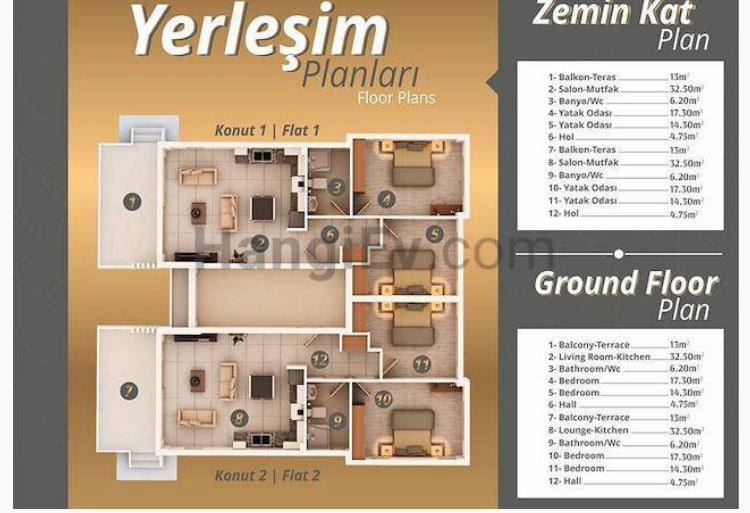 Yerleşim
Planları
Floor Plans
Konut 1 | Flat 1
1
2
3
4
5
6
HangiEv.com
7
8
9
10
11
12
Konut 2 | Flat 2
Zemin Kat
Plan
1- Balkon-Teras 13m²
2- Salon-Mutfak 32.50m²
3- Banyo/Wc 6.20m²
4- Yatak Odası 17.30m²
5- Yatak Odası 14.30m²
6- Hol 4.75m²
7- Balkon-Teras 13m²
8- Salon-Mutfak 32.50m²
9- Banyo/Wc 6.20m²
10- Yatak Odası 17.30m²
11- Yatak Odası 14.30m²
12- Hol 4.75m²
Ground Floor
Plan
1- Balcony-Terrace 13m²
2- Living Room-Kitchen 32.50m²
3- Bathroom/Wc 6.20m²
4- Bedroom 17.30m²
5- Bedroom 14.30m²
6- Hall 4.75m²
7- Balcony-Terrace 13m²
8- Lounge-Kitchen 32.50m²
9- Bathroom/Wc 6.20m²
10- Bedroom 17.30m²
11- Bedroom 14.30m²
12- Hall 4.75m²